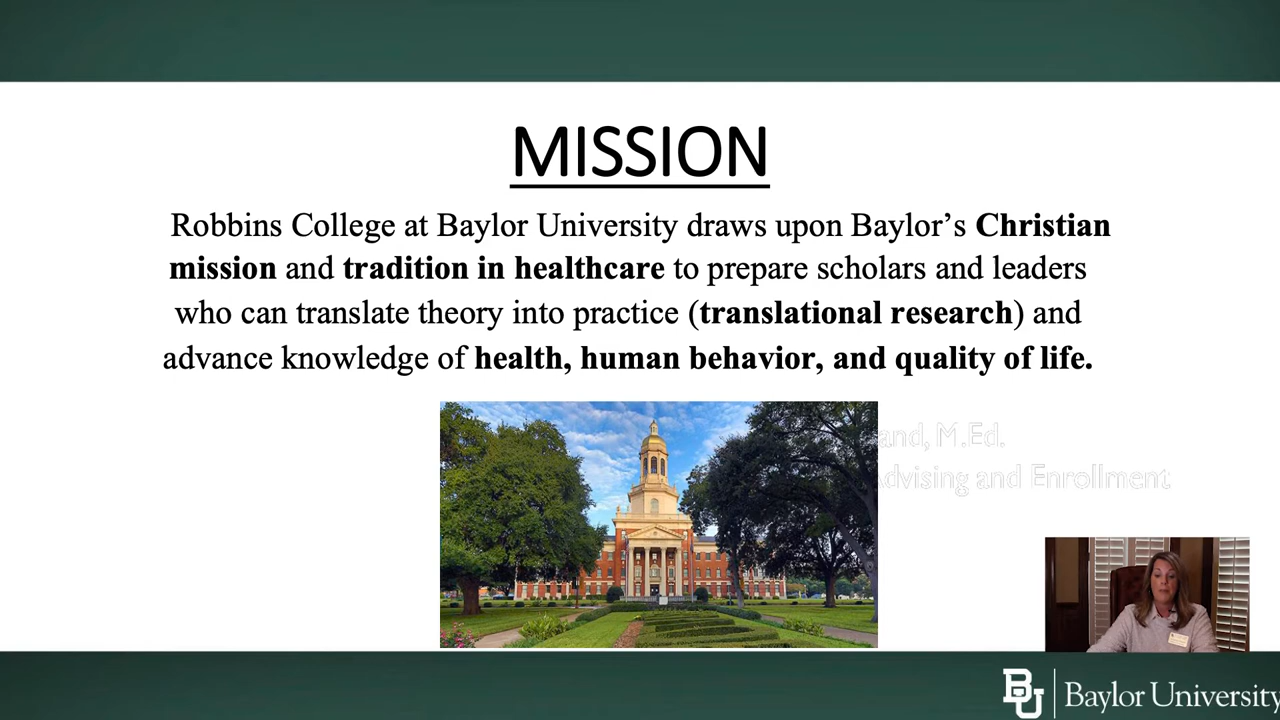 MISSION
Robbins College at Baylor University draws upon Baylor’s Christian
mission and tradition in healthcare to prepare scholars and leaders
who can translate theory into practice (translational research) and
advance knowledge of health, human behavior, and quality of life.
M.Ed.
Advising and Enrollment
BU
Baylor University